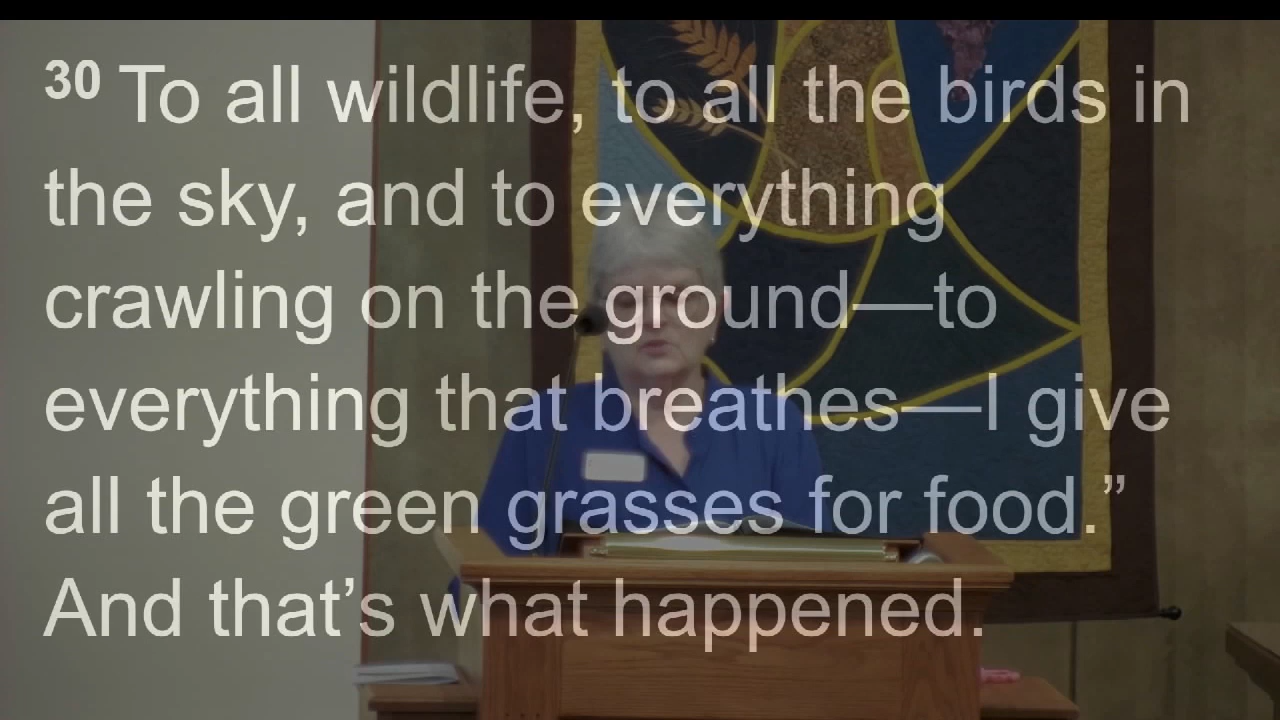 30 To all wildlife, to all the birds in
the sky, and to everything
crawling on the ground—to
everything that breathes—I give
all the green grasses for food.”
And that’s what happened.